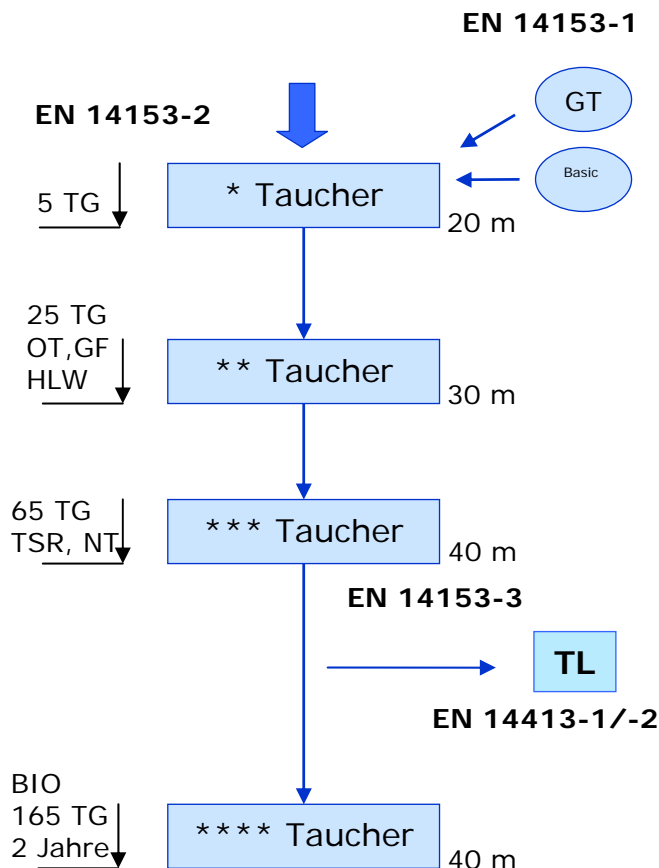 EN 14153-1
GT
EN 14153-2
Basic
* Taucher
5 TG
20 m
25 TG
OT,GF
HLW
** Taucher
30 m
65 TG
TSR, NT
*** Taucher
40 m
EN 14153-3
TL
EN 14413-1/-2
BIO
165 TG
2 Jahre
**** Taucher
40 m